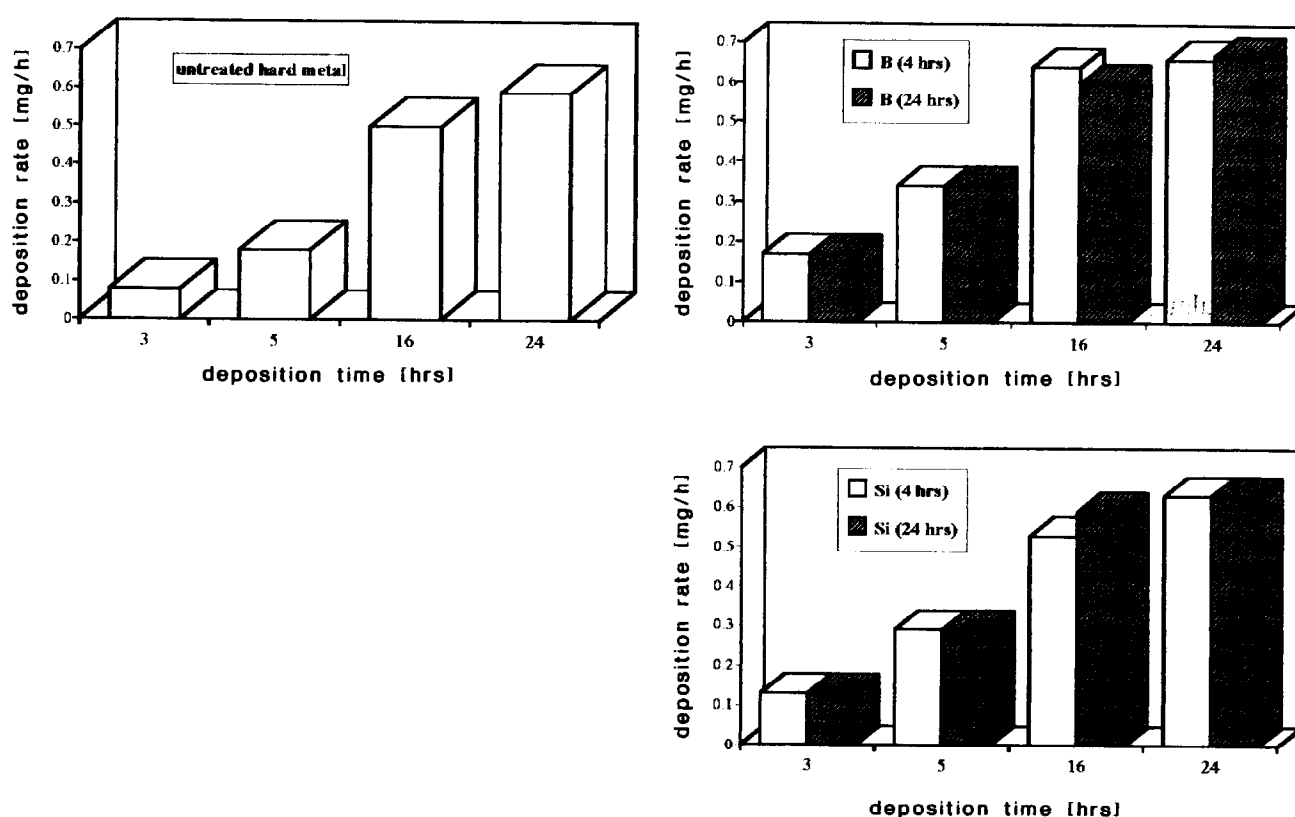 untreated hard metal
deposition rate [mg/h]
0.7
0.6
0.5
0.4
0.3
0.2
0.1
0
3 5 16 24
deposition time [hrs]
B (4 hrs)
B (24 hrs)
deposition rate [mg/h]
0.7
0.6
0.5
0.4
0.3
0.2
0.1
0
3 5 16 24
deposition time [hrs]
Si (4 hrs)
Si (24 hrs)
deposition rate [mg/h]
0.7
0.6
0.5
0.4
0.3
0.2
0.1
0
3 5 16 24
deposition time [hrs]